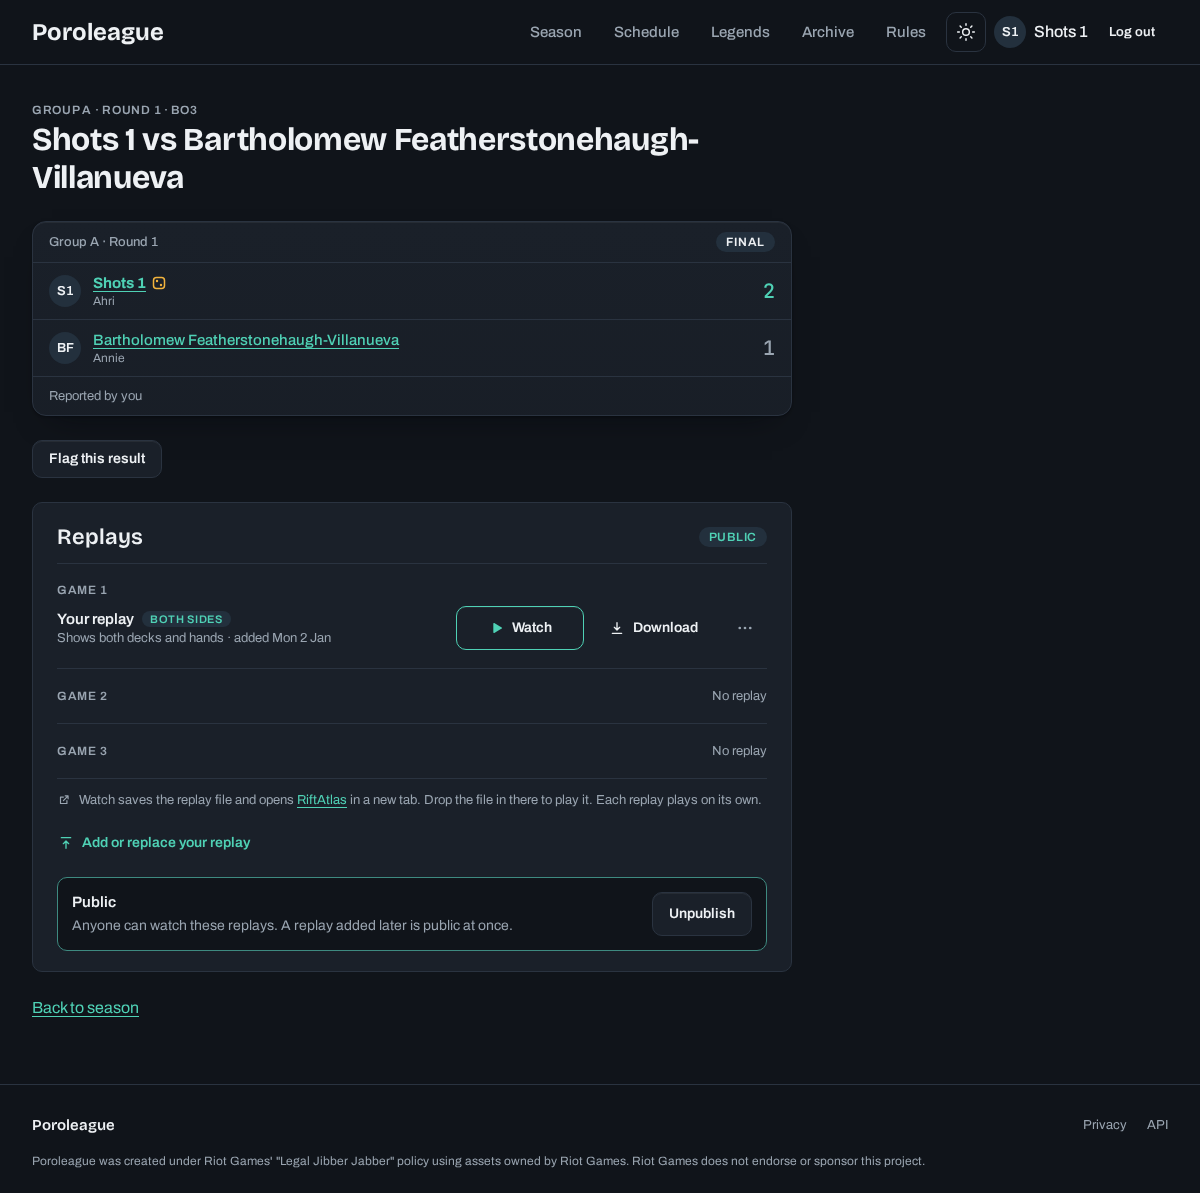 Poroleague
Season
Schedule
Legends
Archive
Rules
S1
Shots 1
Log out
GROUP A · ROUND 1 · BO3
Shots 1 vs Bartholomew Featherstonehaugh-
Villanueva
Group A · Round 1
FINAL
S1
Shots 1
Ahri
2
BF
Bartholomew Featherstonehaugh-Villanueva
Annie
1
Reported by you
Flag this result
Replays
PUBLIC
GAME 1
Your replay
BOTH SIDES
Shows both decks and hands · added Mon 2 Jan
Watch
Download
GAME 2
No replay
GAME 3
No replay
Watch saves the replay file and opens RiftAtlas in a new tab. Drop the file in there to play it. Each replay plays on its own.
Add or replace your replay
Public
Anyone can watch these replays. A replay added later is public at once.
Unpublish
Back to season
Poroleague
Privacy
API
Poroleague was created under Riot Games' "Legal Jibber Jabber" policy using assets owned by Riot Games. Riot Games does not endorse or sponsor this project.